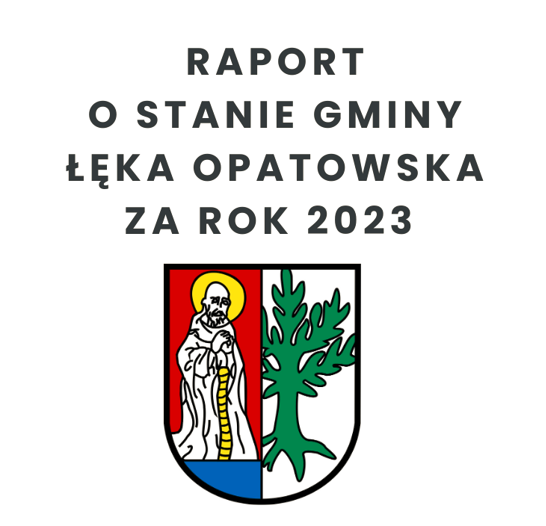 RAPORT
O STANIE GMINY
ŁĘKA OPATOWSKA
ZA ROK 2023